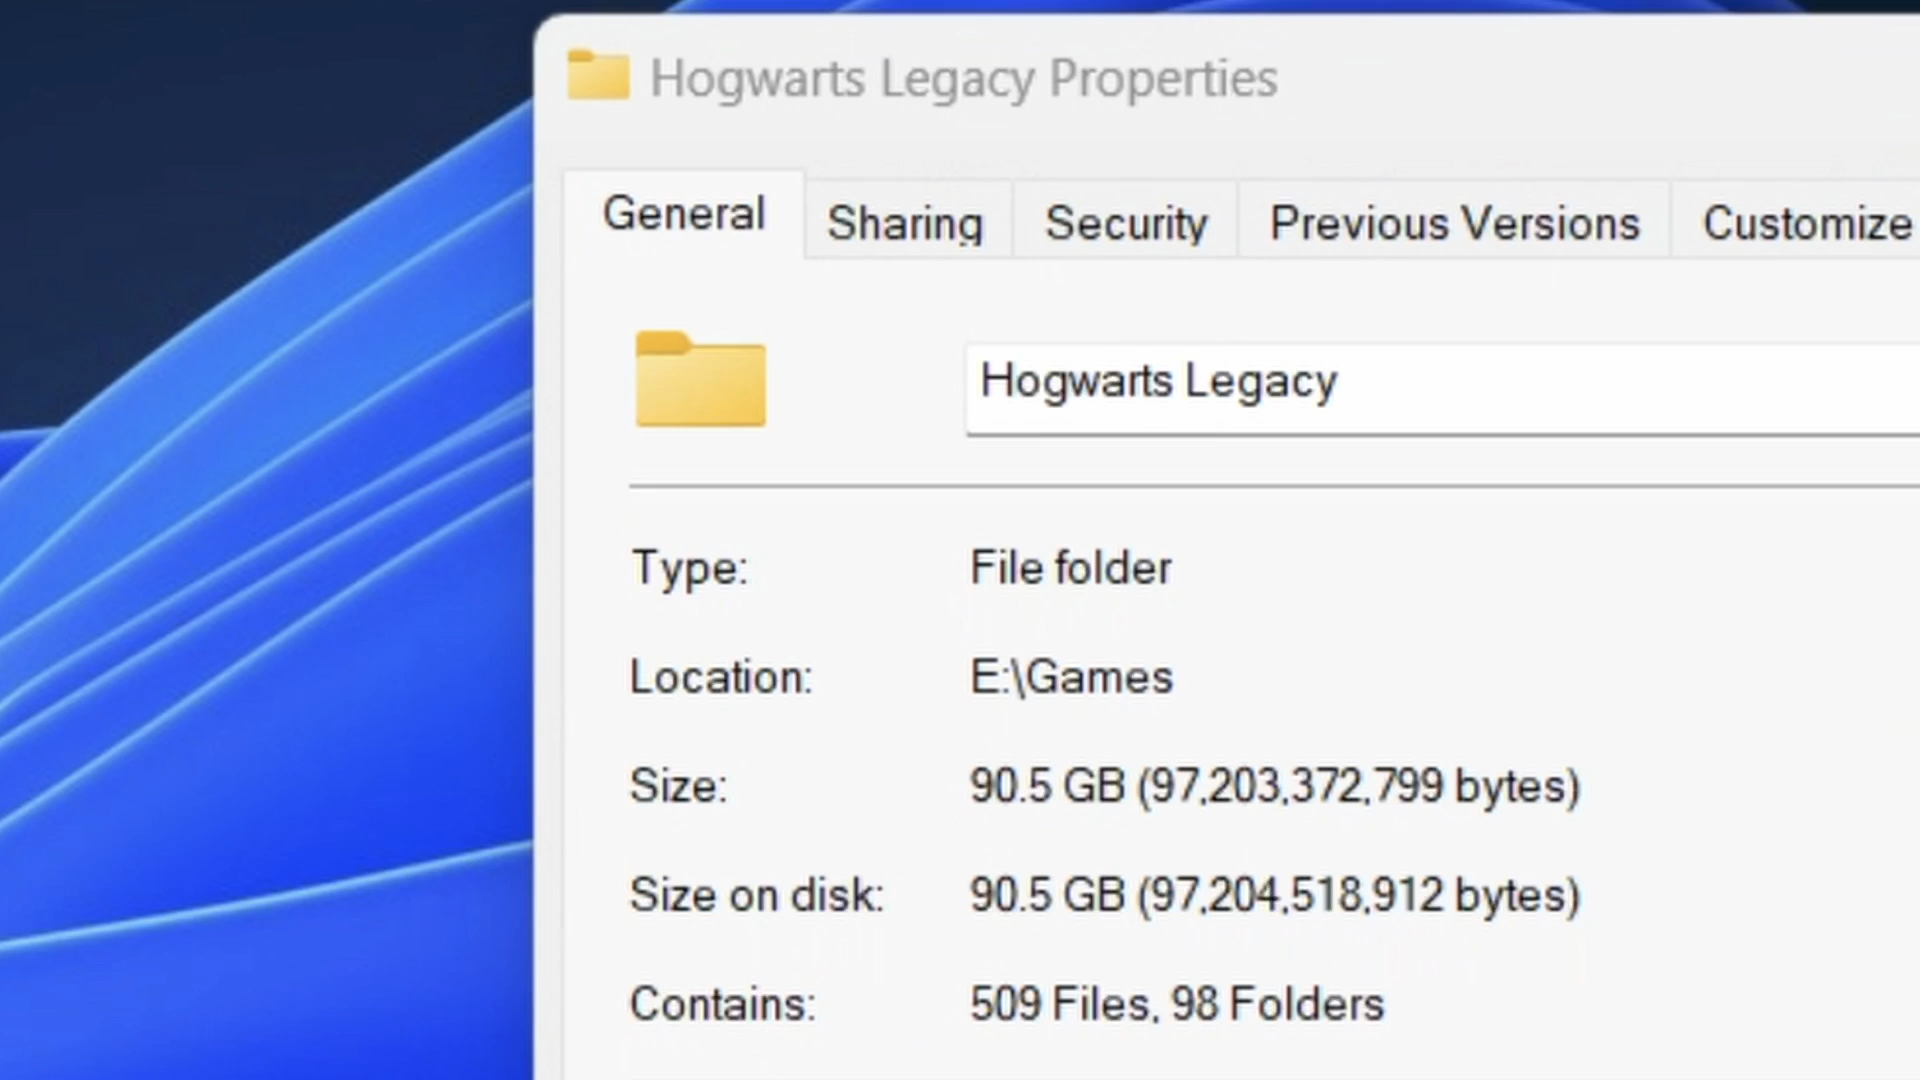 Hogwarts Legacy Properties
General Sharing Security Previous Versions Customize
Hogwarts Legacy
Type: File folder
Location: E:\Games
Size: 90.5 GB (97,203,372,799 bytes)
Size on disk: 90.5 GB (97,204,518,912 bytes)
Contains: 509 Files, 98 Folders